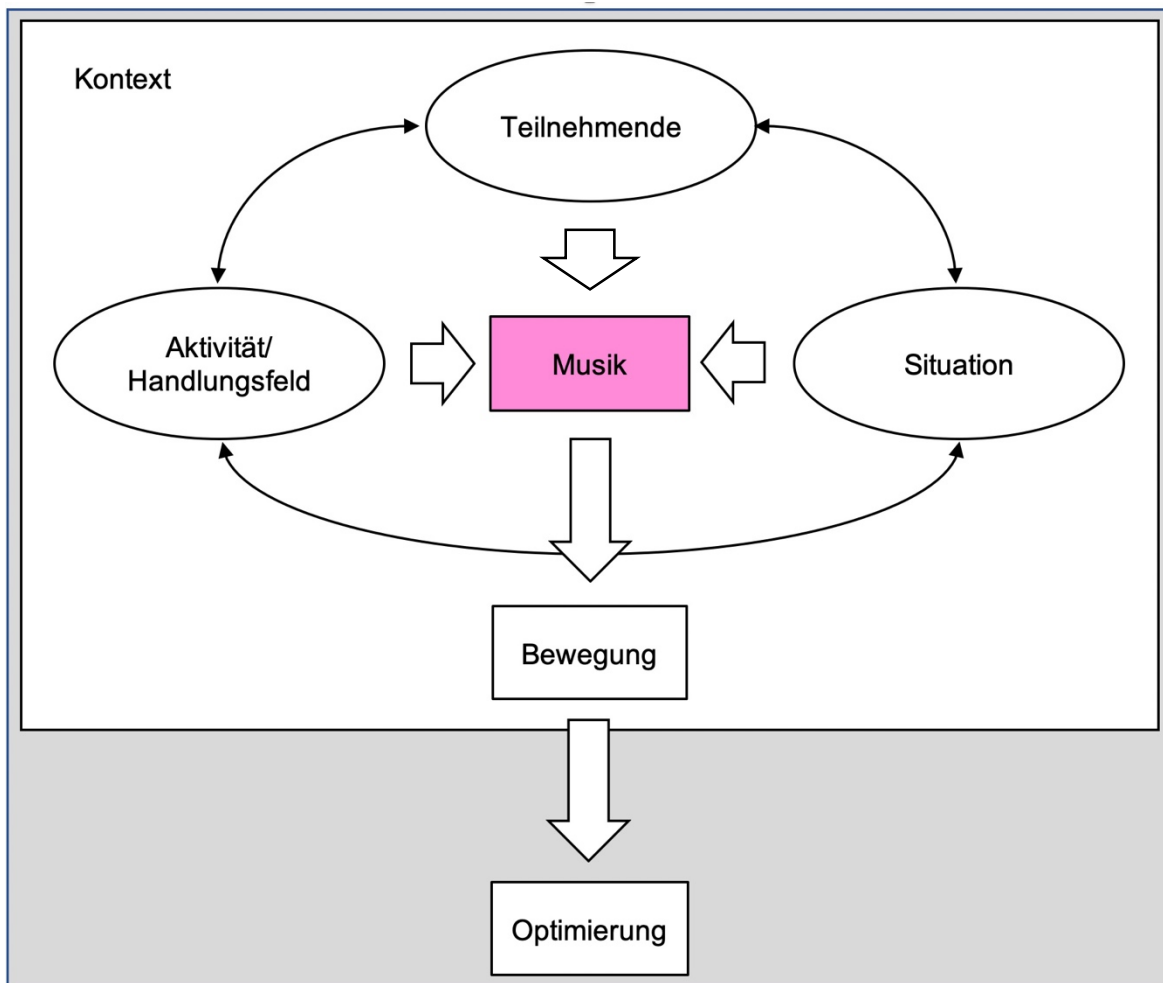 Kontext
Teilnehmende
Aktivität/
Handlungsfeld
Musik
Situation
Bewegung
Optimierung